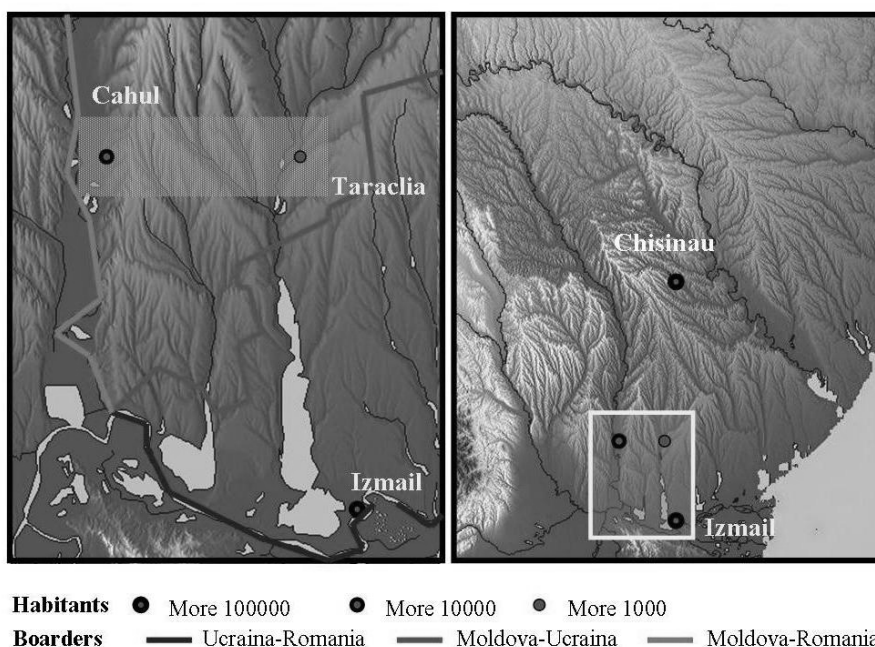 Cahul
Taraclia
Izmail
Chisinau
Izmail
Habitants More 100000 More 10000 More 1000
Boarders Ucraina-Romania Moldova-Ucraina Moldova-Romania